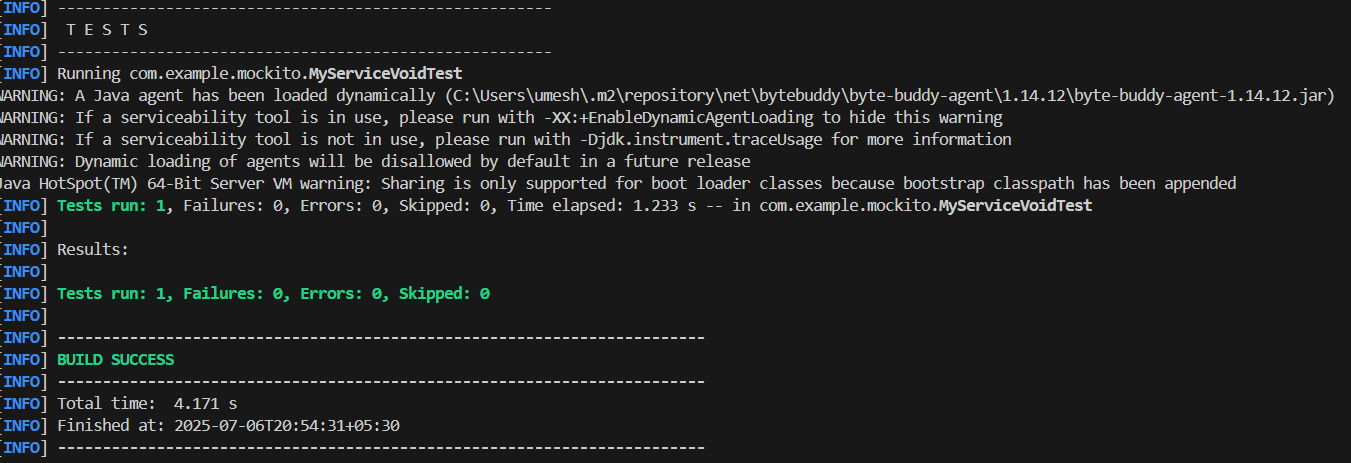 [INFO] -------------------------------------------------------
[INFO]  T E S T S
[INFO] -------------------------------------------------------
[INFO] Running com.example.mockito.MyServiceVoidTest
WARNING: A Java agent has been loaded dynamically (C:\Users\umesh\.m2\repository\net\bytebuddy\byte-buddy-agent\1.14.12\byte-buddy-agent-1.14.12.jar)
WARNING: If a serviceability tool is in use, please run with -XX:+EnableDynamicAgentLoading to hide this warning
WARNING: If a serviceability tool is not in use, please run with -Djdk.instrument.traceUsage for more information
WARNING: Dynamic loading of agents will be disallowed by default in a future release
Java HotSpot(TM) 64-Bit Server VM warning: Sharing is only supported for boot loader classes because bootstrap classpath has been appended
[INFO] Tests run: 1, Failures: 0, Errors: 0, Skipped: 0, Time elapsed: 1.233 s -- in com.example.mockito.MyServiceVoidTest
[INFO]
[INFO] Results:
[INFO]
[INFO] Tests run: 1, Failures: 0, Errors: 0, Skipped: 0
[INFO]
[INFO] ------------------------------------------------------------------------
[INFO] BUILD SUCCESS
[INFO] ------------------------------------------------------------------------
[INFO] Total time:  4.171 s
[INFO] Finished at: 2025-07-06T20:54:31+05:30
[INFO] ------------------------------------------------------------------------